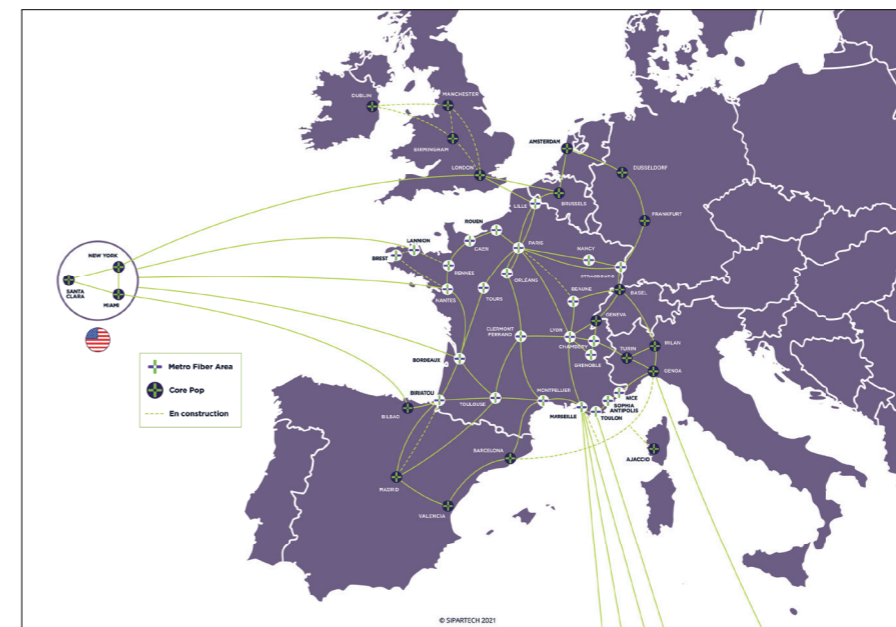 DUBLIN
MANCHESTER
BIRMINGHAM
LONDON
AMSTERDAM
DUSSELDORF
BRUSSELS
LILLE
FRANKFURT
ROUEN
CAEN
PARIS
LANNION
BREST
RENNES
NANCY
STRASBOURG
NEW YORK
SANTA
CLARA
MIAMI
NANTES
TOURS
ORLÉANS
BEAUNE
BASEL
GENEVA
CLERMONT
FERRAND
LYON
CHAMBERY
GRENOBLE
TURIN
MILAN
GENOA
BORDEAUX
Metro Fiber Area
Core Pop
En construction
BIRIATOU
BILBAO
TOULOUSE
MONTPELLIER
MARSEILLE
NICE
SOPHIA
ANTIPOLIS
TOULON
BARCELONA
AJACCIO
MADRID
VALENCIA
© SIPARTECH 2021